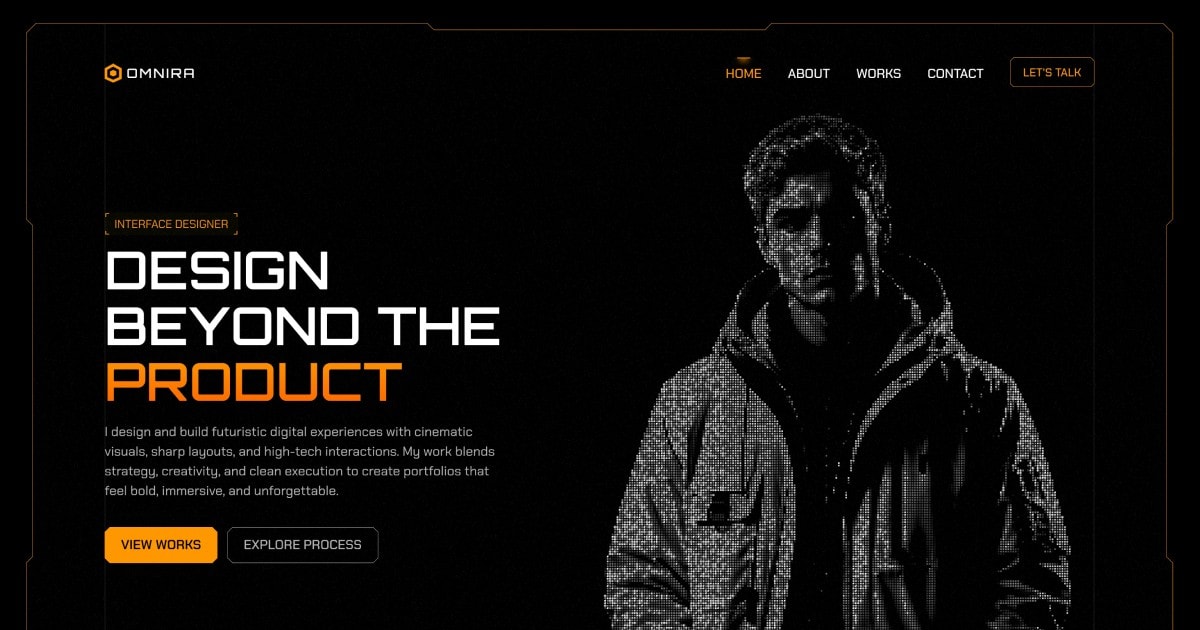 OMNIRA
HOME
ABOUT
WORKS
CONTACT
LET'S TALK
INTERFACE DESIGNER
DESIGN
BEYOND THE
PRODUCT
I design and build futuristic digital experiences with cinematic
visuals, sharp layouts, and high-tech interactions. My work blends
strategy, creativity, and clean execution to create portfolios that
feel bold, immersive, and unforgettable.
VIEW WORKS
EXPLORE PROCESS